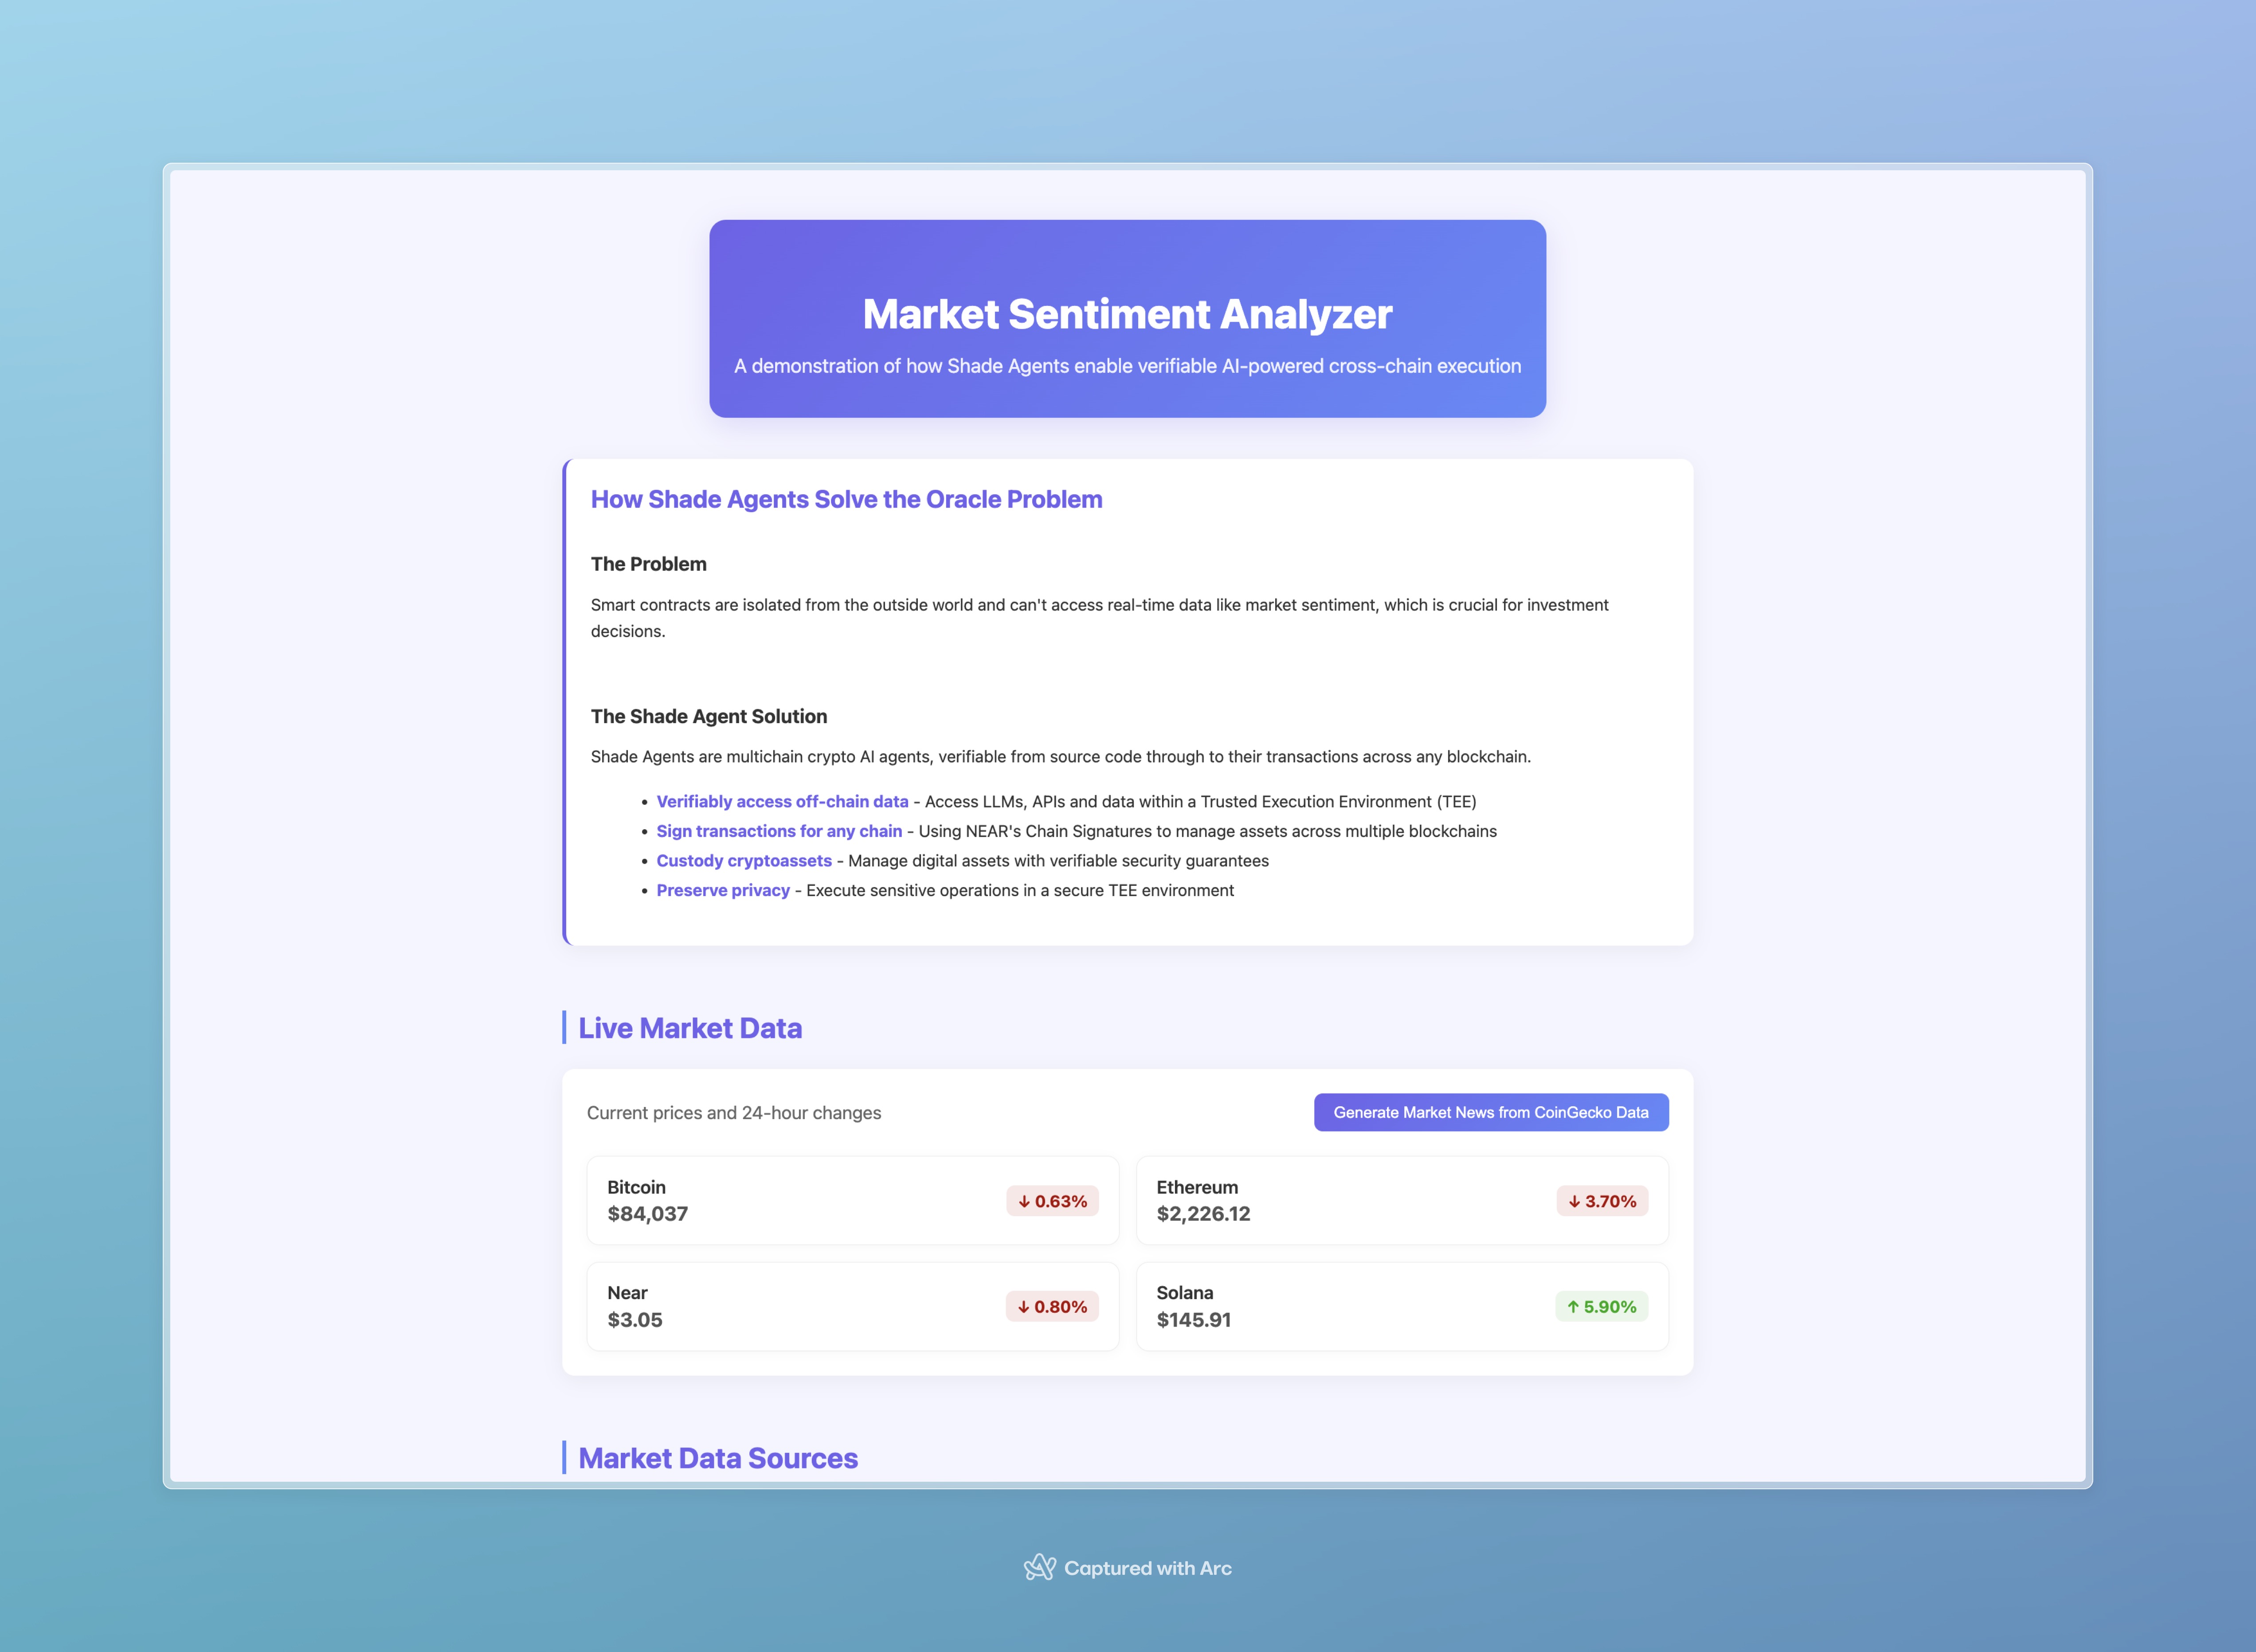 Market Sentiment Analyzer
A demonstration of how Shade Agents enable verifiable AI-powered cross-chain execution
How Shade Agents Solve the Oracle Problem
The Problem
Smart contracts are isolated from the outside world and can't access real-time data like market sentiment, which is crucial for investment
decisions.
The Shade Agent Solution
Shade Agents are multichain crypto AI agents, verifiable from source code through to their transactions across any blockchain.
• Verifiably access off-chain data - Access LLMs, APIs and data within a Trusted Execution Environment (TEE)
• Sign transactions for any chain - Using NEAR's Chain Signatures to manage assets across multiple blockchains
• Custody cryptoassets - Manage digital assets with verifiable security guarantees
• Preserve privacy - Execute sensitive operations in a secure TEE environment
Live Market Data
Current prices and 24-hour changes
Generate Market News from CoinGecko Data
Bitcoin
$84,037
↓ 0.63%
Ethereum
$2,226.12
↓ 3.70%
Near
$3.05
↓ 0.80%
Solana
$145.91
↑ 5.90%
Market Data Sources
Captured with Arc